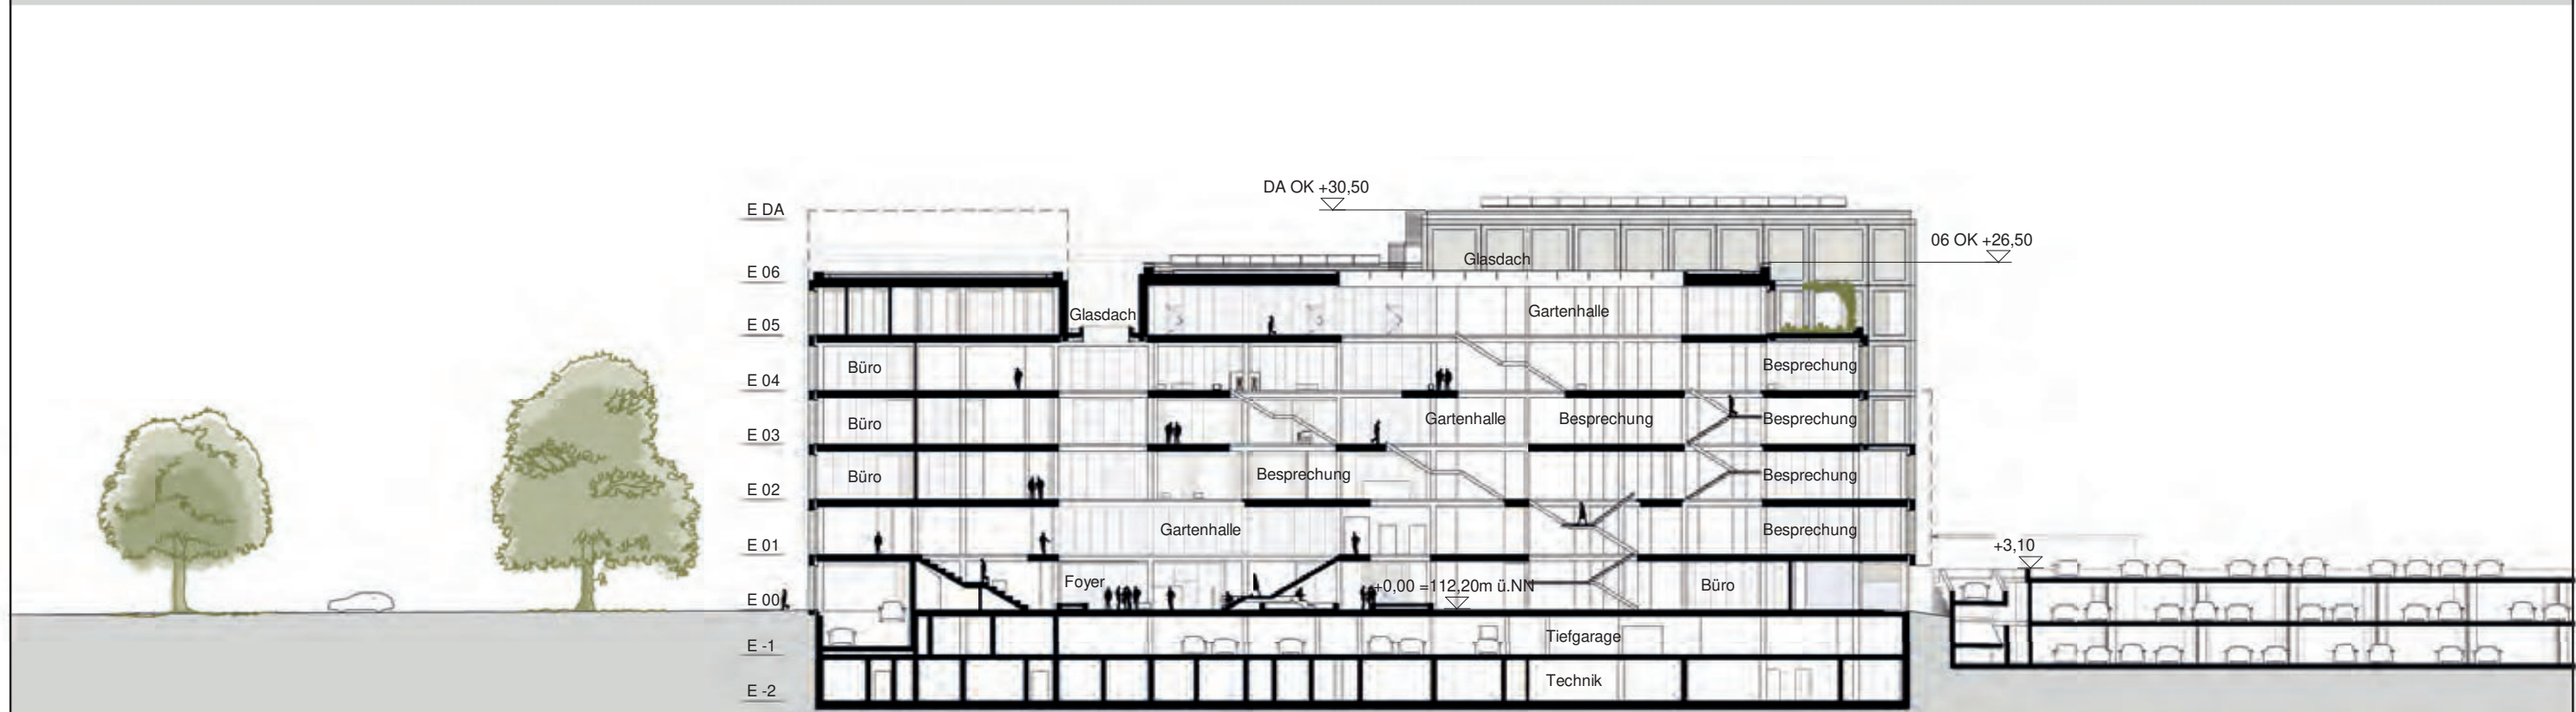 DA OK +30,50
E DA
06 OK +26,50
Glasdach
E 06
Glasdach
Gartenhalle
E 05
Büro
Besprechung
E 04
Büro
Gartenhalle
Besprechung
Besprechung
E 03
Büro
Besprechung
Besprechung
E 02
Gartenhalle
Besprechung
E 01
+3,10
Foyer
+0,00 =112,20m ü.NN
Büro
E 00
Tiefgarage
E -1
Technik
E -2